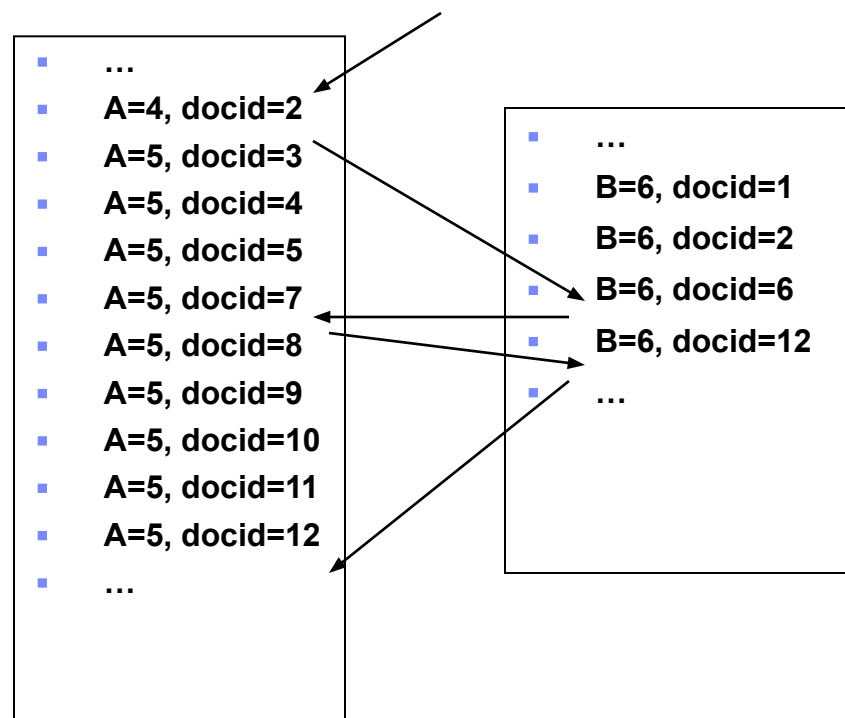 …
A=4, docid=2
A=5, docid=3
A=5, docid=4
A=5, docid=5
A=5, docid=7
A=5, docid=8
A=5, docid=9
A=5, docid=10
A=5, docid=11
A=5, docid=12
…
…
B=6, docid=1
B=6, docid=2
B=6, docid=6
B=6, docid=12
…